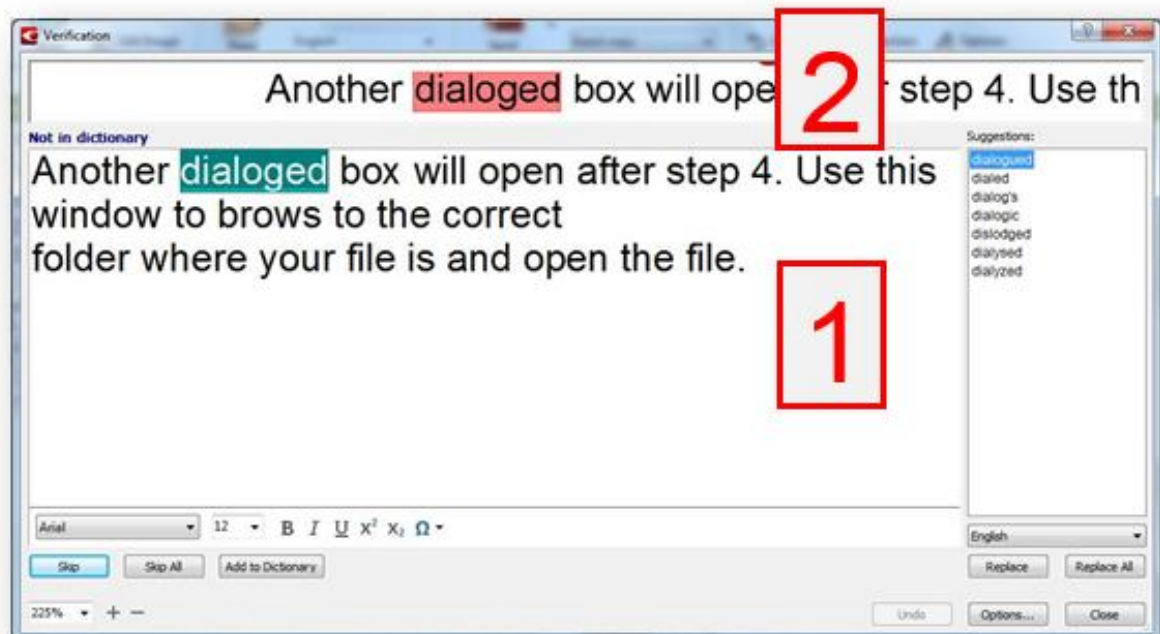 Verification
2
Another dialoged box will ope r step 4. Use th
Not in dictionary
Suggestions:
Another dialoged box will open after step 4. Use this
window to brows to the correct
folder where your file is and open the file.
dialogued
dialed
dialog's
dialogic
dislodged
dialysed
dialyzed
1
Arial 12 B I U X² X₂ Ω
English
Skip Skip All Add to Dictionary Replace Replace All
225% + − Undo Options... Close